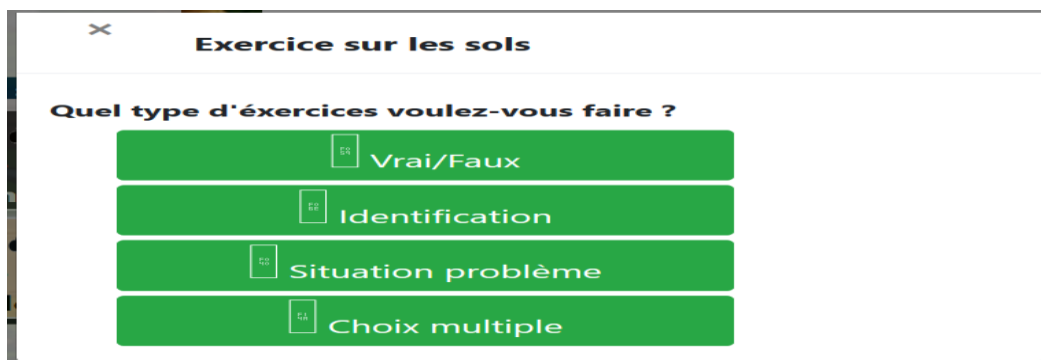 Exercice sur les sols
Quel type d'éxercices voulez-vous faire ?
Vrai/Faux
Identification
Situation problème
Choix multiple